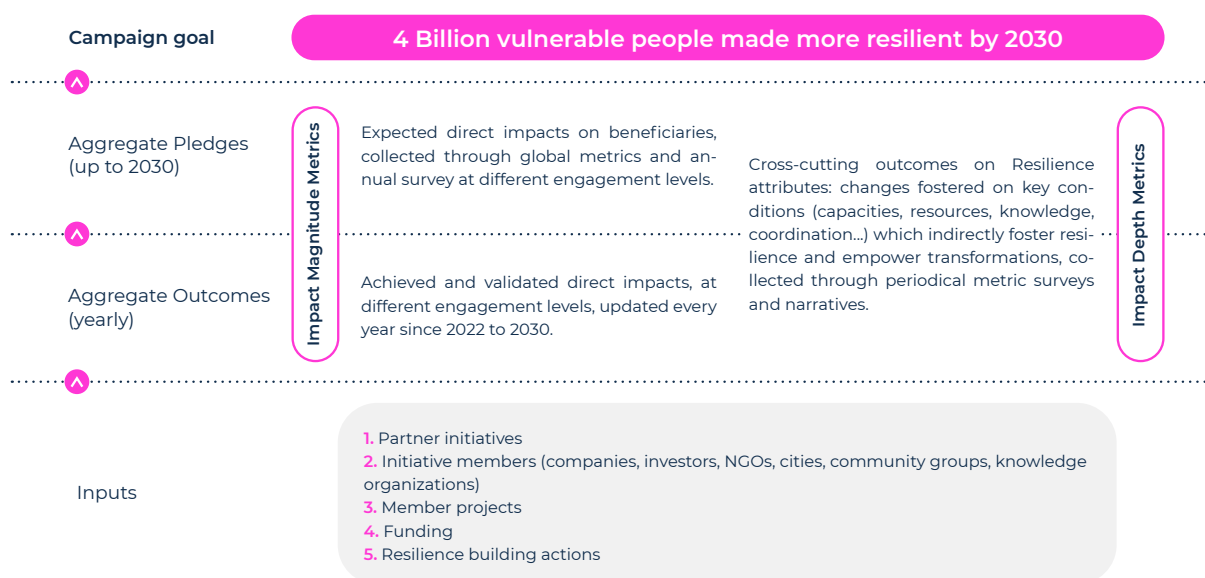 Campaign goal
4 Billion vulnerable people made more resilient by 2030
Aggregate Pledges
(up to 2030)
Impact Magnitude Metrics
Expected direct impacts on beneficiaries,
collected through global metrics and an-
nual survey at different engagement levels.
Cross-cutting outcomes on Resilience
attributes: changes fostered on key con-
ditions (capacities, resources, knowledge,
coordination...) which indirectly foster resi-
lience and empower transformations, co-
llected through periodical metric surveys
and narratives.
Impact Depth Metrics
Aggregate Outcomes
(yearly)
Achieved and validated direct impacts, at
different engagement levels, updated every
year since 2022 to 2030.
Inputs
1. Partner initiatives
2. Initiative members (companies, investors, NGOs, cities, community groups, knowledge
organizations)
3. Member projects
4. Funding
5. Resilience building actions